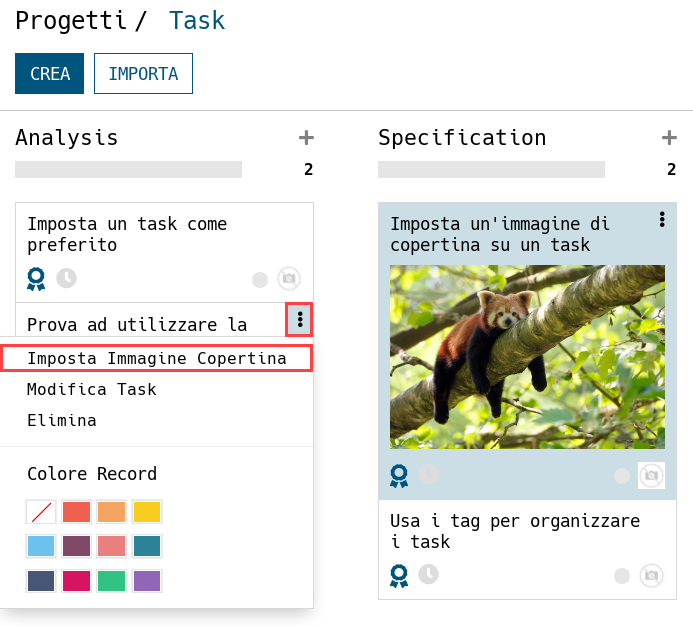 Progetti / Task
CREA
IMPORTA
Analysis
2
Imposta un task come
preferito
Prova ad utilizzare la
Imposta Immagine Copertina
Modifica Task
Elimina
Colore Record
Specification
2
Imposta un'immagine di
copertina su un task
Usa i tag per organizzare
i task